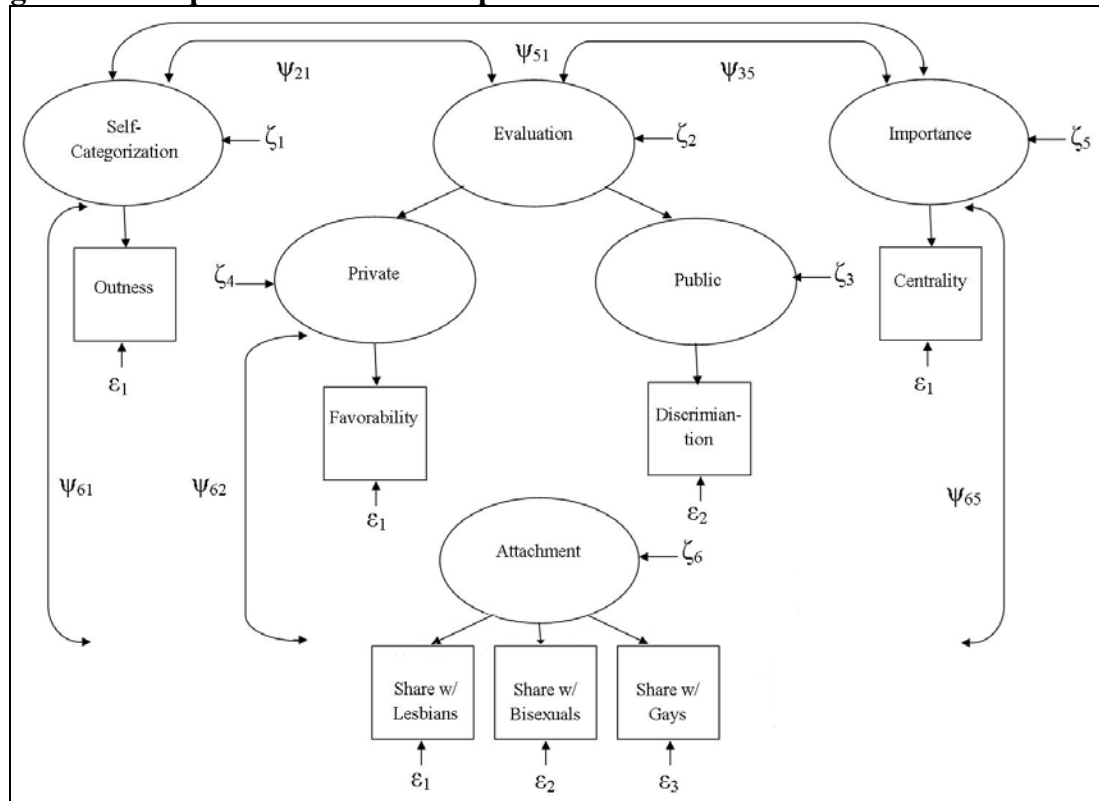 ψ51
ψ21
ψ35
Self-
Categorization
ζ1
Evaluation
ζ2
Importance
ζ5
Outness
ε1
ζ4
Private
Public
ζ3
Centrality
ε1
Favorability
ε1
Discrimian-
tion
ε2
ψ61
ψ62
ψ65
Attachment
ζ6
Share w/
Lesbians
Share w/
Bisexuals
Share w/
Gays
ε1
ε2
ε3